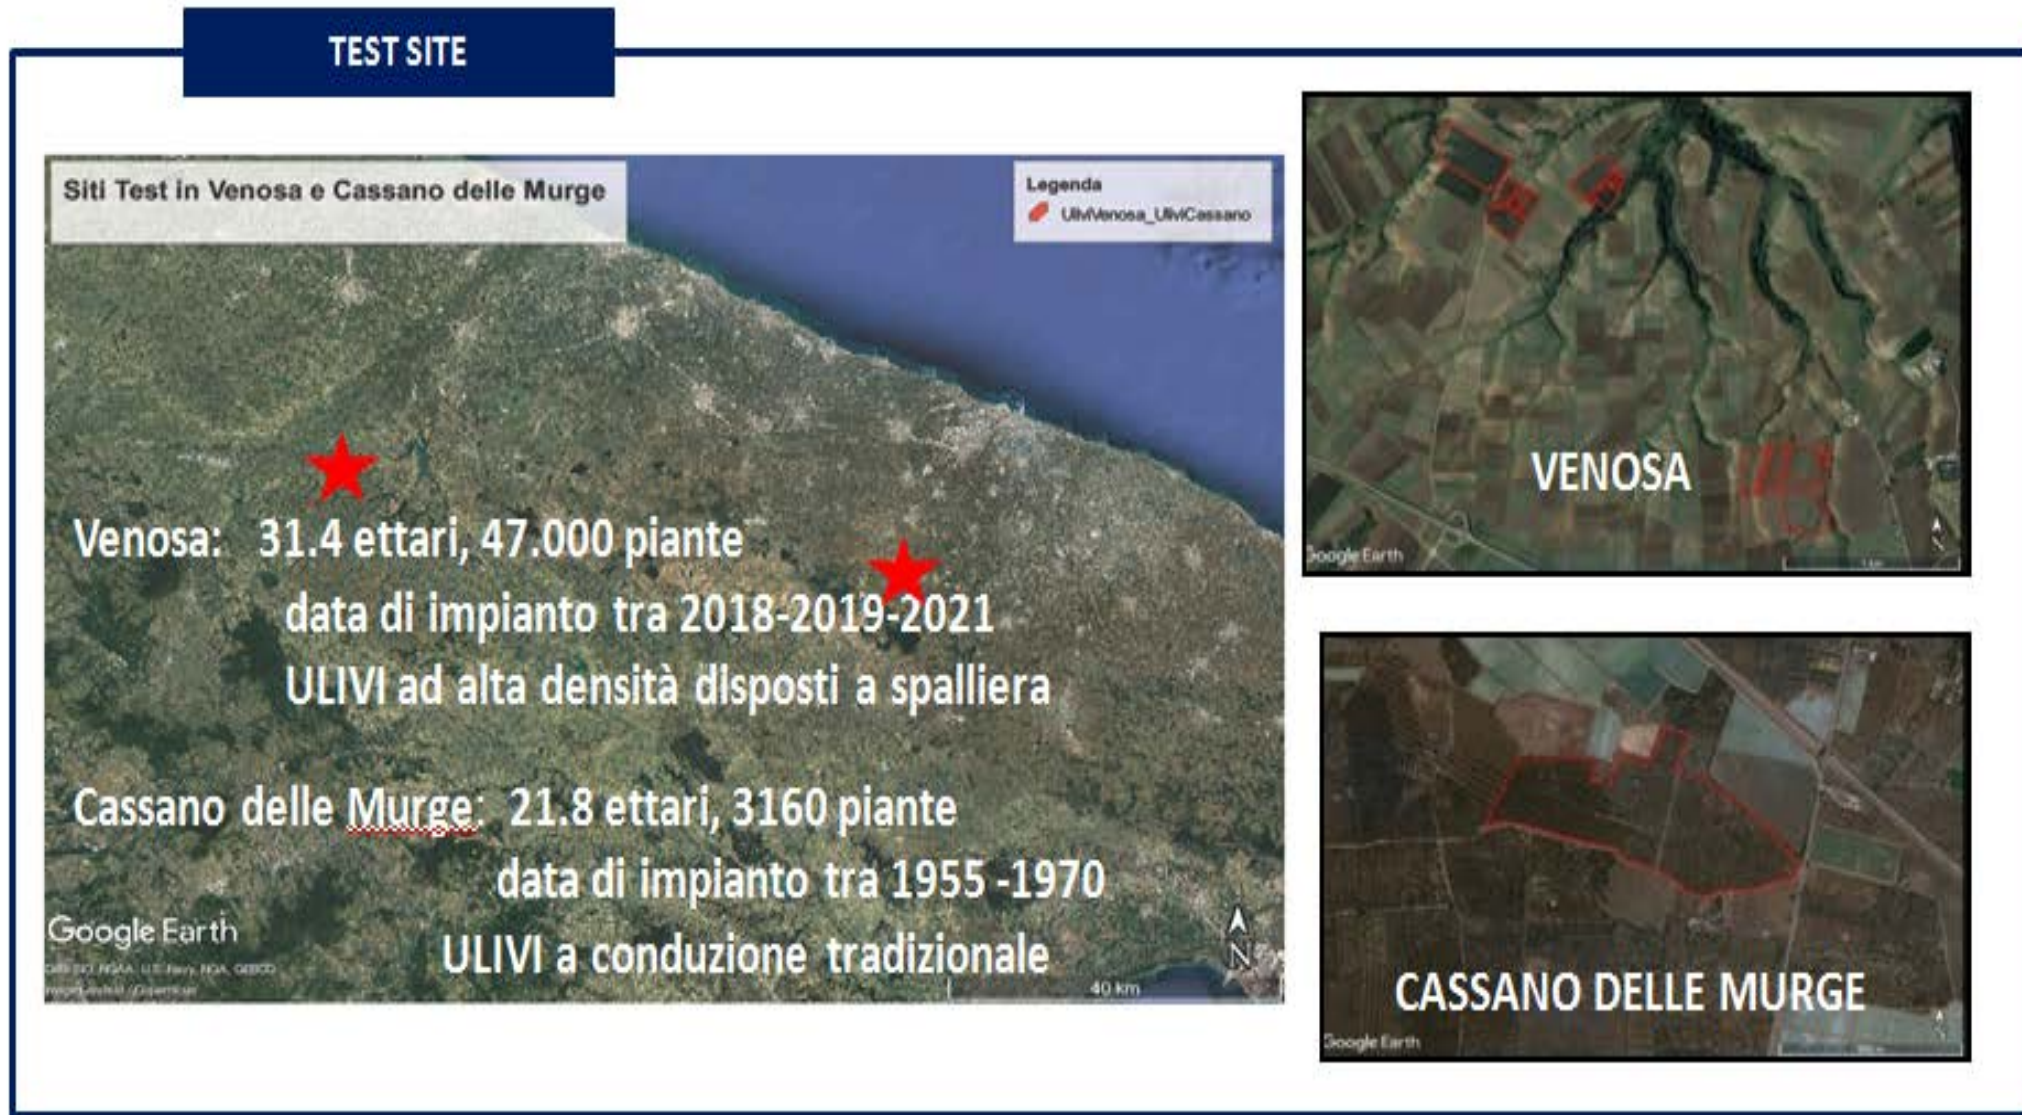 TEST SITE
Siti Test in Venosa e Cassano delle Murge
Legenda
UliviVenosa_UliviCassano
Venosa: 31.4 ettari, 47.000 piante
data di impianto tra 2018-2019-2021
ULIVI ad alta densità disposti a spalliera
Cassano delle Murge: 21.8 ettari, 3160 piante
data di impianto tra 1955 -1970
ULIVI a conduzione tradizionale
Google Earth
N
40 km
VENOSA
Google Earth
1 km
CASSANO DELLE MURGE
Google Earth